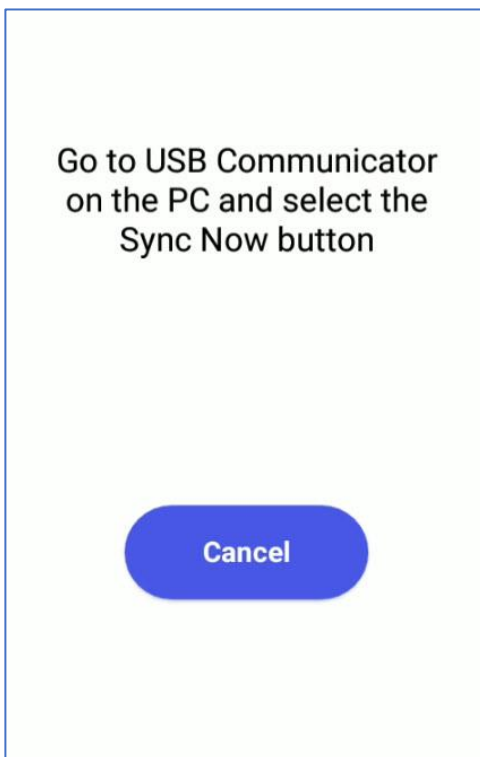 Go to USB Communicator
on the PC and select the
Sync Now button
Cancel